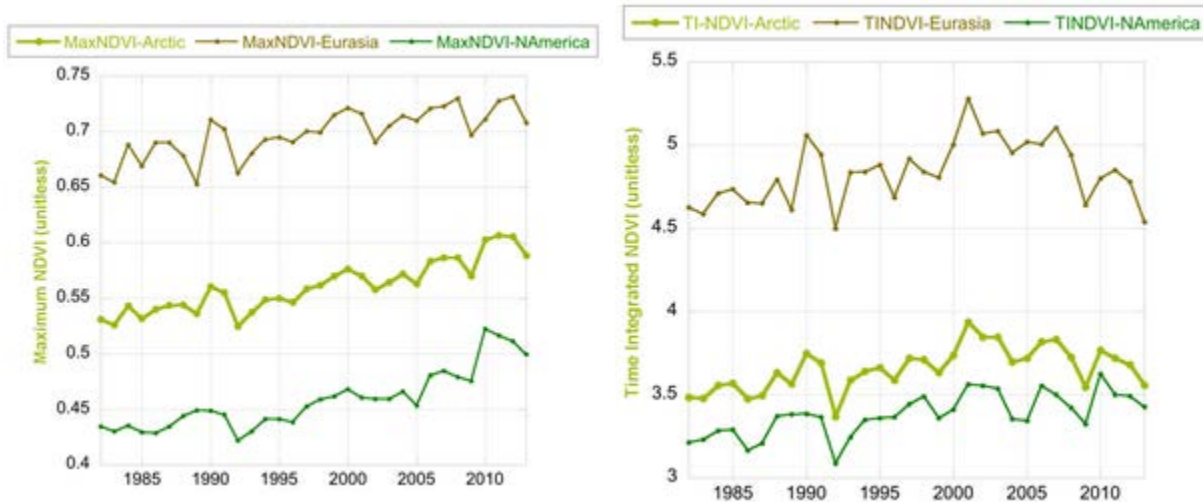 MaxNDVI-Arctic MaxNDVI-Eurasia MaxNDVI-NAmerica
Maximum NDVI (unitless)
0.75
0.7
0.65
0.6
0.55
0.5
0.45
0.4
1985 1990 1995 2000 2005 2010
TI-NDVI-Arctic TINDVI-Eurasia TINDVI-NAmerica
Time Integrated NDVI (unitless)
5.5
5
4.5
4
3.5
3
1985 1990 1995 2000 2005 2010